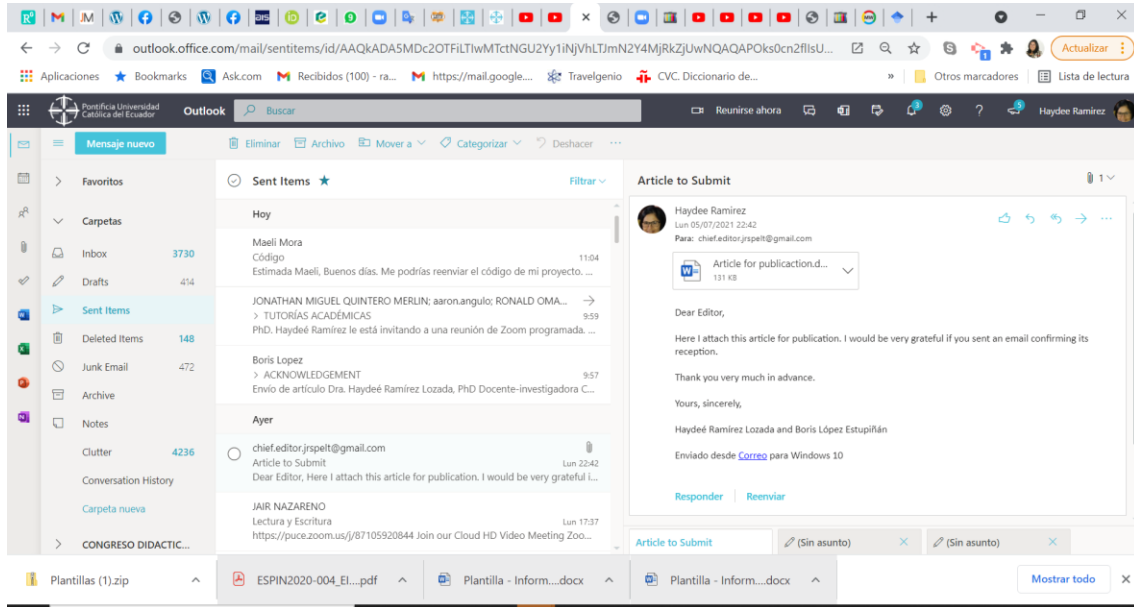 outlook.office.com/mail/sentitems/id/AAQkADA5MDc2OTFiLTIwMTctNGU2Yy1iNjVhLTJmN2Y4MjRkZjUwNQAQAPOks0cn2fIIsU...
Actualizar
Aplicaciones Bookmarks Ask.com Recibidos (100) - ra... https://mail.google.... Travelgenio CVC. Diccionario de... » Otros marcadores Lista de lectura
Pontificia Universidad
Católica del Ecuador
Outlook Buscar Reunirse ahora 3 5 Haydee Ramirez
Mensaje nuevo Eliminar Archivo Mover a Categorizar Deshacer ...
Favoritos
Carpetas
Inbox 3730
Drafts 414
Sent Items
Deleted Items 148
Junk Email 472
Archive
Notes
Clutter 4236
Conversation History
Carpeta nueva
CONGRESO DIDACTIC...
Sent Items Filtrar
Hoy
Maeli Mora
Código 11:04
Estimada Maeli, Buenos días. Me podrías reenviar el código de mi proyecto. ...
JONATHAN MIGUEL QUINTERO MERLIN; aaron.angulo; RONALD OMA...
> TUTORÍAS ACADÉMICAS 9:59
PhD. Haydeé Ramírez le está invitando a una reunión de Zoom programada. ...
Boris Lopez
> ACKNOWLEDGEMENT 9:57
Envío de artículo Dra. Haydeé Ramírez Lozada, PhD Docente-investigadora C...
Ayer
chief.editor.jrspelt@gmail.com
Article to Submit Lun 22:42
Dear Editor, Here I attach this article for publication. I would be very grateful i...
JAIR NAZARENO
Lectura y Escritura Lun 17:37
https://puce.zoom.us/j/87105920844 Join our Cloud HD Video Meeting Zoo...
Article to Submit 1
Haydee Ramirez
Lun 05/07/2021 22:42
Para: chief.editor.jrspelt@gmail.com
Article for publicaction.d...
131 KB
Dear Editor,
Here I attach this article for publication. I would be very grateful if you sent an email confirming its
reception.
Thank you very much in advance.
Yours, sincerely,
Haydeé Ramírez Lozada and Boris López Estupiñán
Enviado desde Correo para Windows 10
Responder Reenviar
Article to Submit (Sin asunto) (Sin asunto)
Plantillas (1).zip ESPIN2020-004_EI....pdf Plantilla - Inform....docx Plantilla - Inform....docx Mostrar todo